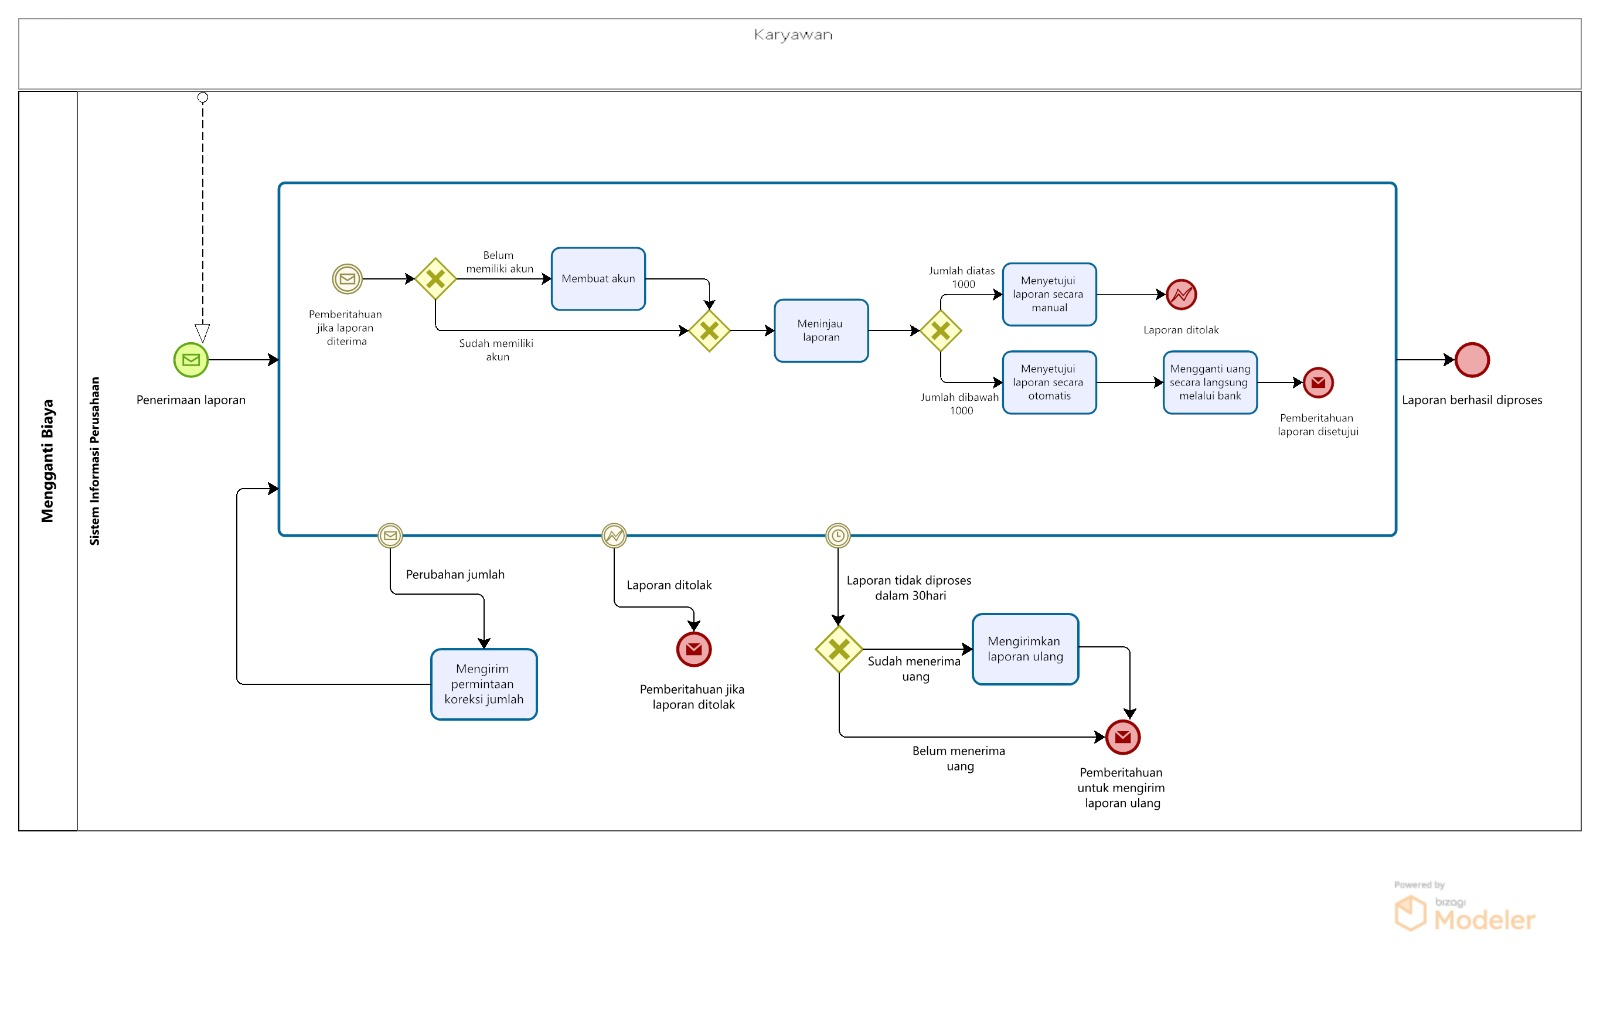 Karyawan
Mengganti Biaya
Sistem Informasi Perusahaan
Penerimaan laporan
Pemberitahuan
jika laporan
diterima
Belum
memiliki akun
Membuat akun
Sudah memiliki
akun
Meninjau
laporan
Jumlah diatas
1000
Menyetujui
laporan secara
manual
Laporan ditolak
Jumlah dibawah
1000
Menyetujui
laporan secara
otomatis
Mengganti uang
secara langsung
melalui bank
Pemberitahuan
laporan disetujui
Laporan berhasil diproses
Perubahan jumlah
Mengirim
permintaan
koreksi jumlah
Laporan ditolak
Pemberitahuan jika
laporan ditolak
Laporan tidak diproses
dalam 30hari
Sudah menerima
uang
Mengirimkan
laporan ulang
Belum menerima
uang
Pemberitahuan
untuk mengirim
laporan ulang
Powered by
bizagi
Modeler